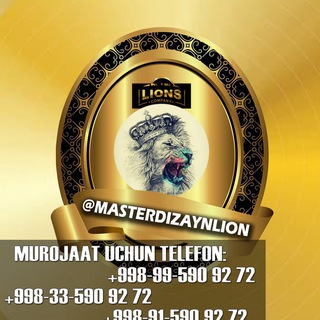 LIONS
COMPANY
@MASTERDIZAYNLION
MUROJAAT UCHUN TELEFON:
+998-99-590 92 72
+998-33-590 92 72
+998-91-590 92 72